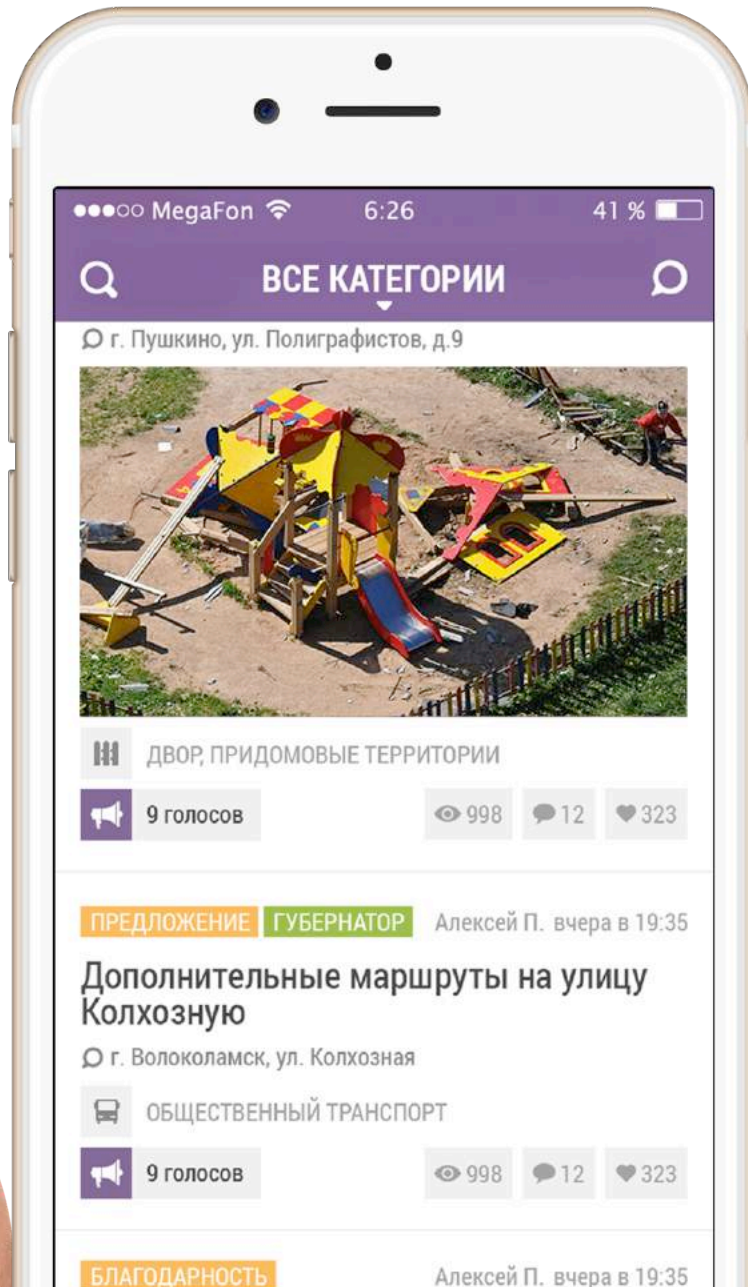 MegaFon 6:26 41 %
ВСЕ КАТЕГОРИИ
г. Пушкино, ул. Полиграфистов, д.9
ДВОР, ПРИДОМОВЫЕ ТЕРРИТОРИИ
9 голосов 998 12 323
ПРЕДЛОЖЕНИЕ ГУБЕРНАТОР Алексей П. вчера в 19:35
Дополнительные маршруты на улицу
Колхозную
г. Волоколамск, ул. Колхозная
ОБЩЕСТВЕННЫЙ ТРАНСПОРТ
9 голосов 998 12 323
БЛАГОДАРНОСТЬ Алексей П. вчера в 19:35